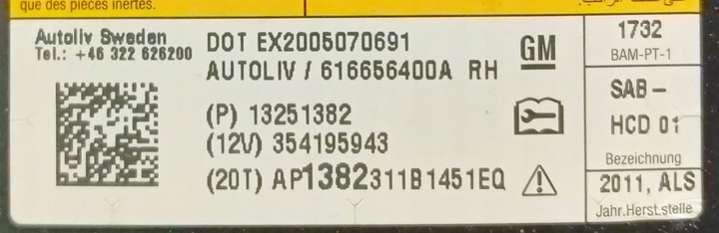 que des pièces inertes.
Autoliv Sweden
Tel.: +46 322 626200
DOT EX2005070691
AUTOLIV / 616656400A RH
(P) 13251382
(12V) 354195943
(20T) AP1382311B1451EQ
GM
1732
BAM-PT-1
SAB-
HCD 01
Bezeichnung
2011, ALS
Jahr.Herst.stelle